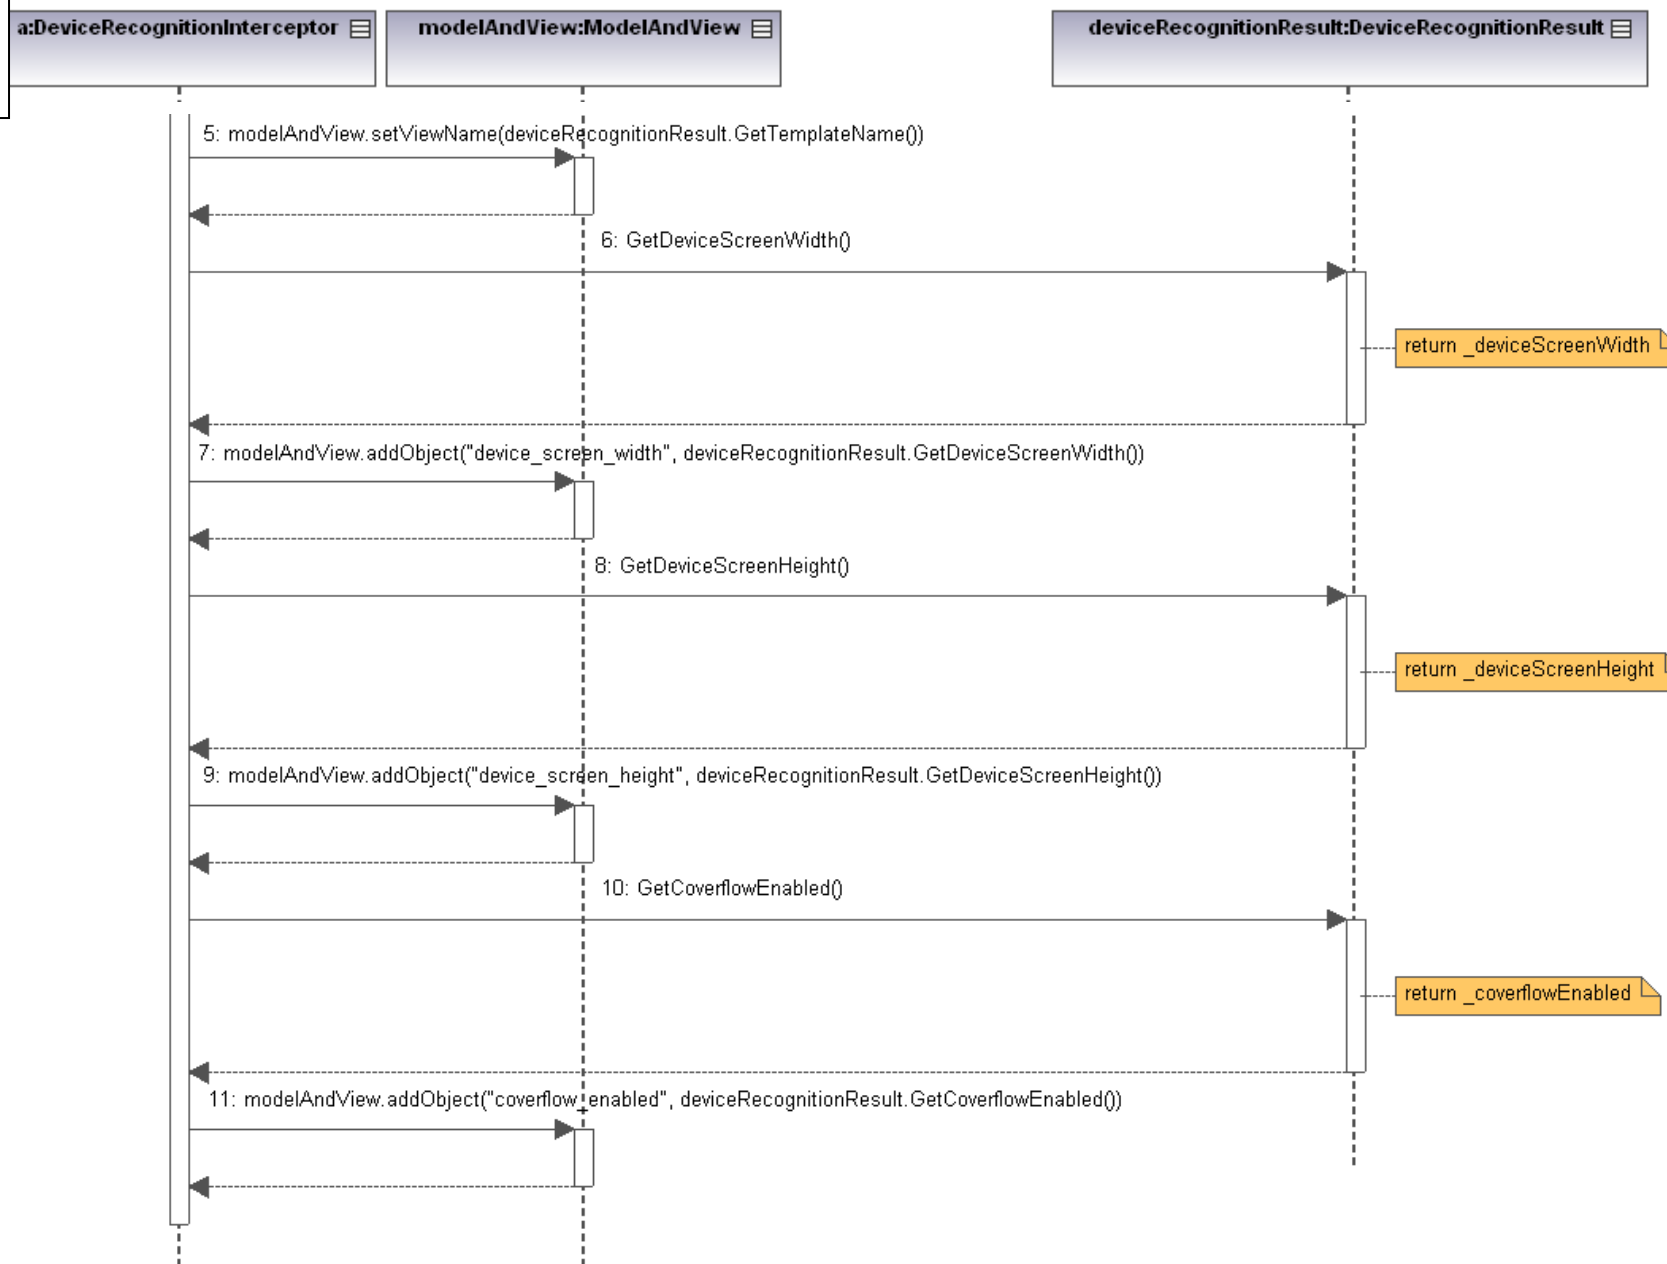 a:DeviceRecognitionInterceptor
modelAndView:ModelAndView
deviceRecognitionResult:DeviceRecognitionResult
5: modelAndView.setViewName(deviceRecognitionResult.GetTemplateName())
6: GetDeviceScreenWidth()
return _deviceScreenWidth
7: modelAndView.addObject("device_screen_width", deviceRecognitionResult.GetDeviceScreenWidth())
8: GetDeviceScreenHeight()
return _deviceScreenHeight
9: modelAndView.addObject("device_screen_height", deviceRecognitionResult.GetDeviceScreenHeight())
10: GetCoverflowEnabled()
return _coverflowEnabled
11: modelAndView.addObject("coverflow_enabled", deviceRecognitionResult.GetCoverflowEnabled())